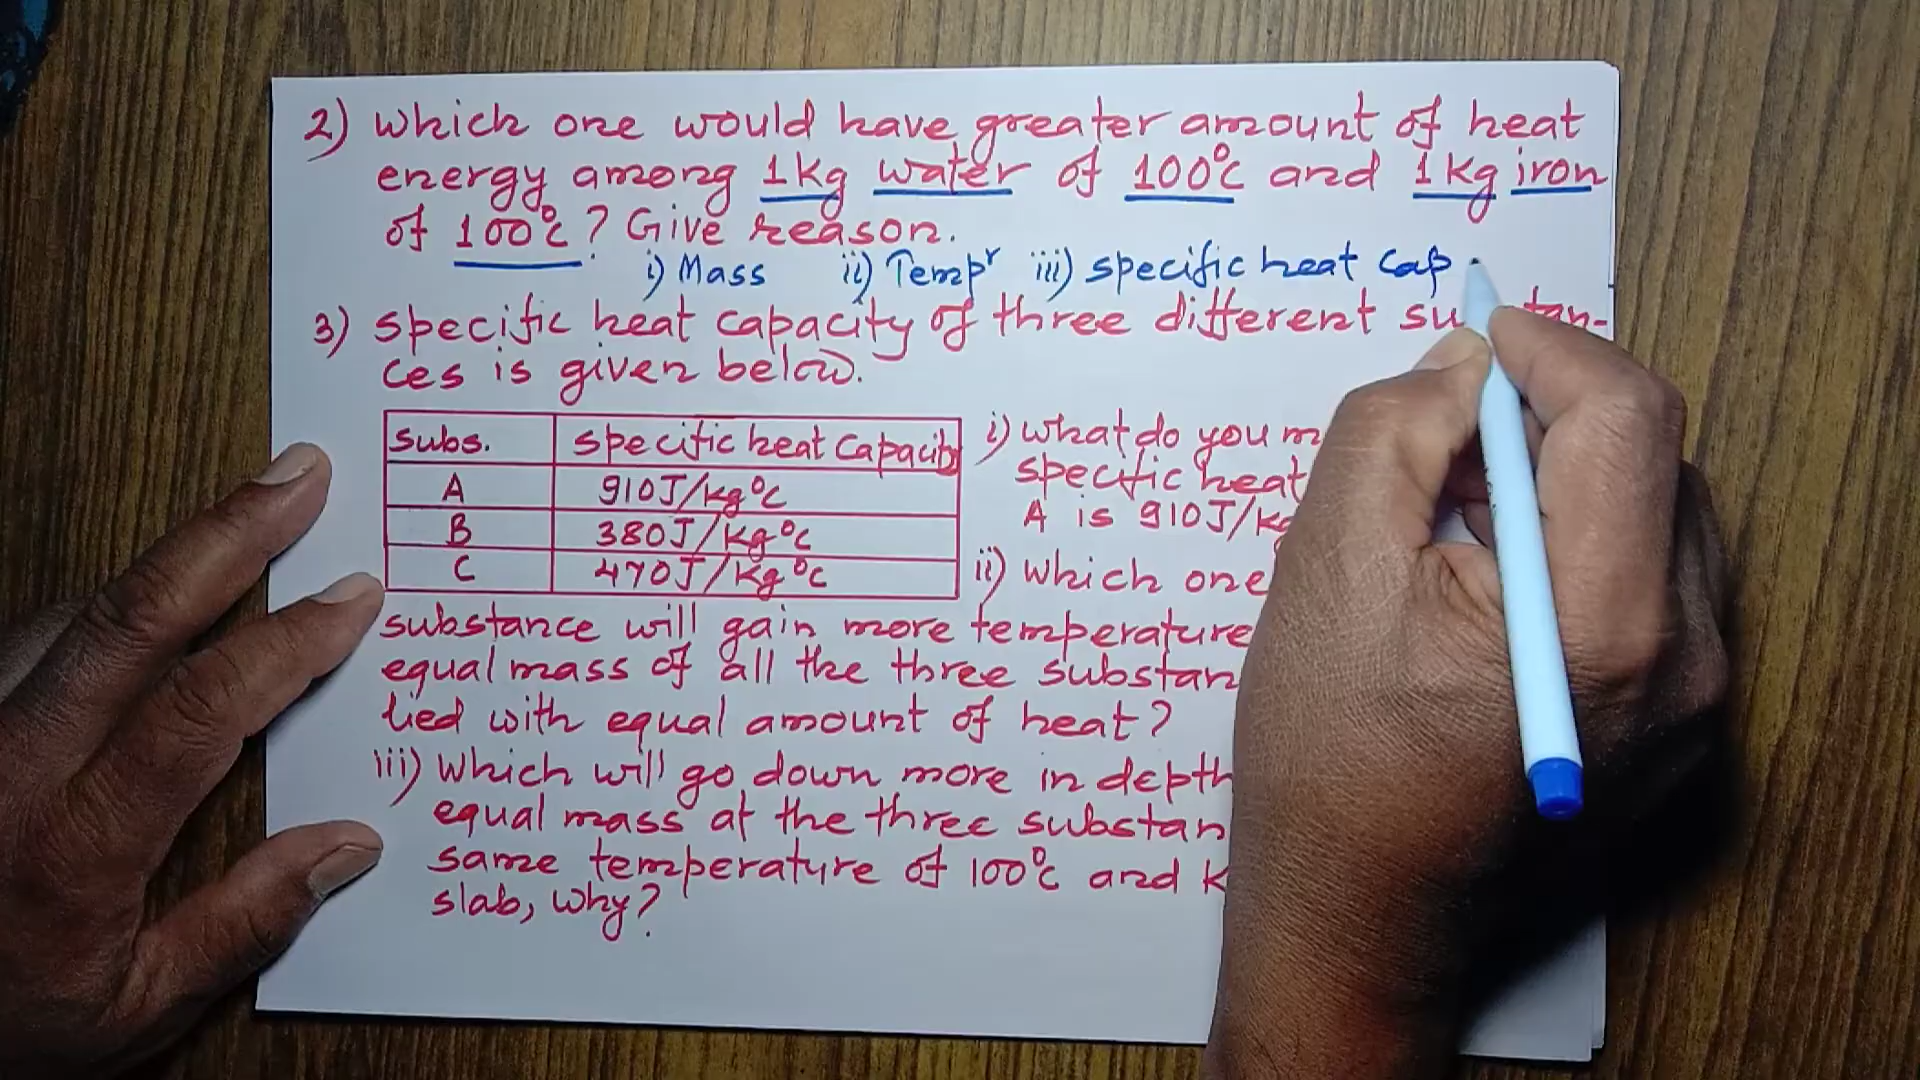 2) Which one would have greater amount of heat
energy among 1kg water of 100°C and 1kg iron
of 100°C? Give reason.
i) Mass ii) Tempʳ iii) specific heat cap
3) specific heat capacity of three different
ces is given below.
subs. specific heat capacity
A 910J/kg°C
B 380J/kg°C
C 470J/kg°C
i) what do you
specific heat
A is 910J/kg
ii) Which one
substance will gain more temperature
equal mass of all the three substan
lied with equal amount of heat?
iii) Which will go down more in depth
equal mass at the three substan
same temperature of 100°C and
slab, why?